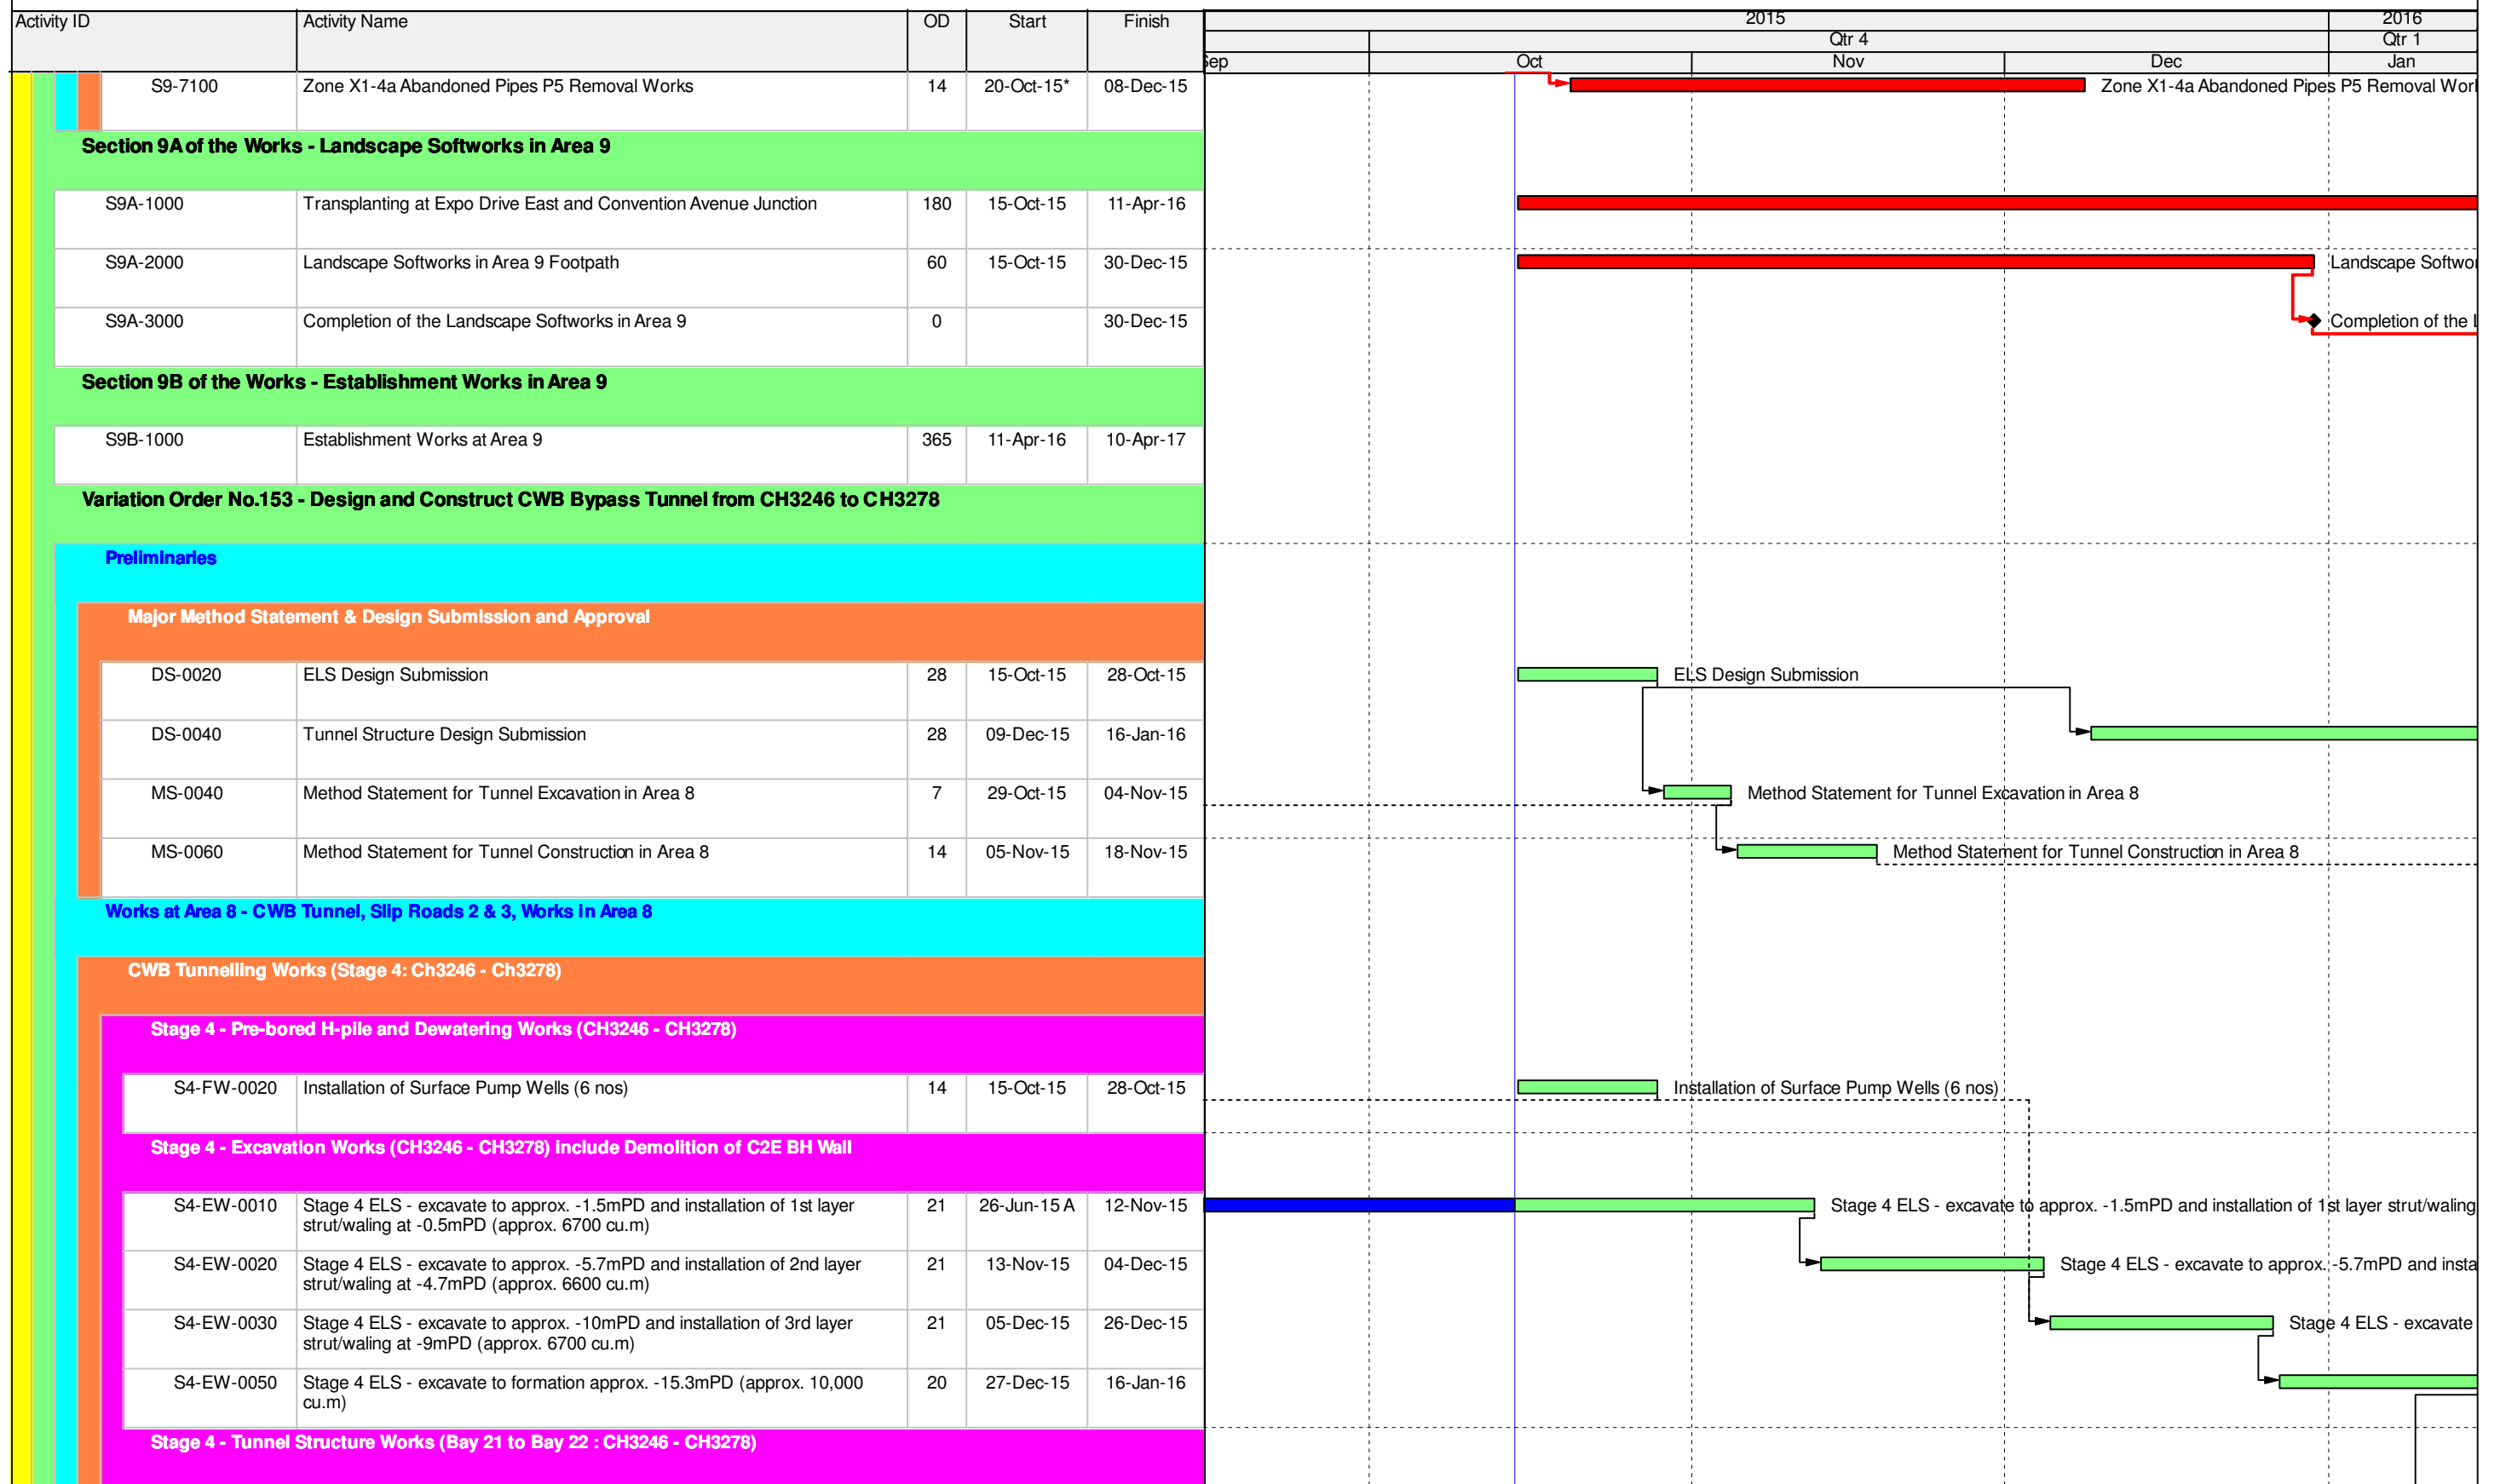 Activity ID Activity Name OD Start Finish 2015 2016
Qtr 4 Qtr 1
Sep Oct Nov Dec Jan
S9-7100 Zone X1-4a Abandoned Pipes P5 Removal Works 14 20-Oct-15* 08-Dec-15 Zone X1-4a Abandoned Pipes P5 Removal Wor
Section 9A of the Works - Landscape Softworks in Area 9
S9A-1000 Transplanting at Expo Drive East and Convention Avenue Junction 180 15-Oct-15 11-Apr-16
S9A-2000 Landscape Softworks in Area 9 Footpath 60 15-Oct-15 30-Dec-15 Landscape Softwo
S9A-3000 Completion of the Landscape Softworks in Area 9 0 30-Dec-15 Completion of the L
Section 9B of the Works - Establishment Works in Area 9
S9B-1000 Establishment Works at Area 9 365 11-Apr-16 10-Apr-17
Variation Order No.153 - Design and Construct CWB Bypass Tunnel from CH3246 to CH3278
Preliminaries
Major Method Statement & Design Submission and Approval
DS-0020 ELS Design Submission 28 15-Oct-15 28-Oct-15 ELS Design Submission
DS-0040 Tunnel Structure Design Submission 28 09-Dec-15 16-Jan-16
MS-0040 Method Statement for Tunnel Excavation in Area 8 7 29-Oct-15 04-Nov-15 Method Statement for Tunnel Excavation in Area 8
MS-0060 Method Statement for Tunnel Construction in Area 8 14 05-Nov-15 18-Nov-15 Method Statement for Tunnel Construction in Area 8
Works at Area 8 - CWB Tunnel, Slip Roads 2 & 3, Works in Area 8
CWB Tunnelling Works (Stage 4: Ch3246 - Ch3278)
Stage 4 - Pre-bored H-pile and Dewatering Works (CH3246 - CH3278)
S4-FW-0020 Installation of Surface Pump Wells (6 nos) 14 15-Oct-15 28-Oct-15 Installation of Surface Pump Wells (6 nos)
Stage 4 - Excavation Works (CH3246 - CH3278) include Demolition of C2E BH Wall
S4-EW-0010 Stage 4 ELS - excavate to approx. -1.5mPD and installation of 1st layer 21 26-Jun-15 A 12-Nov-15 Stage 4 ELS - excavate to approx. -1.5mPD and installation of 1st layer strut/waling
strut/waling at -0.5mPD (approx. 6700 cu.m)
S4-EW-0020 Stage 4 ELS - excavate to approx. -5.7mPD and installation of 2nd layer 21 13-Nov-15 04-Dec-15 Stage 4 ELS - excavate to approx. -5.7mPD and insta
strut/waling at -4.7mPD (approx. 6600 cu.m)
S4-EW-0030 Stage 4 ELS - excavate to approx. -10mPD and installation of 3rd layer 21 05-Dec-15 26-Dec-15 Stage 4 ELS - excavate
strut/waling at -9mPD (approx. 6700 cu.m)
S4-EW-0050 Stage 4 ELS - excavate to formation approx. -15.3mPD (approx. 10,000 20 27-Dec-15 16-Jan-16
cu.m)
Stage 4 - Tunnel Structure Works (Bay 21 to Bay 22 : CH3246 - CH3278)